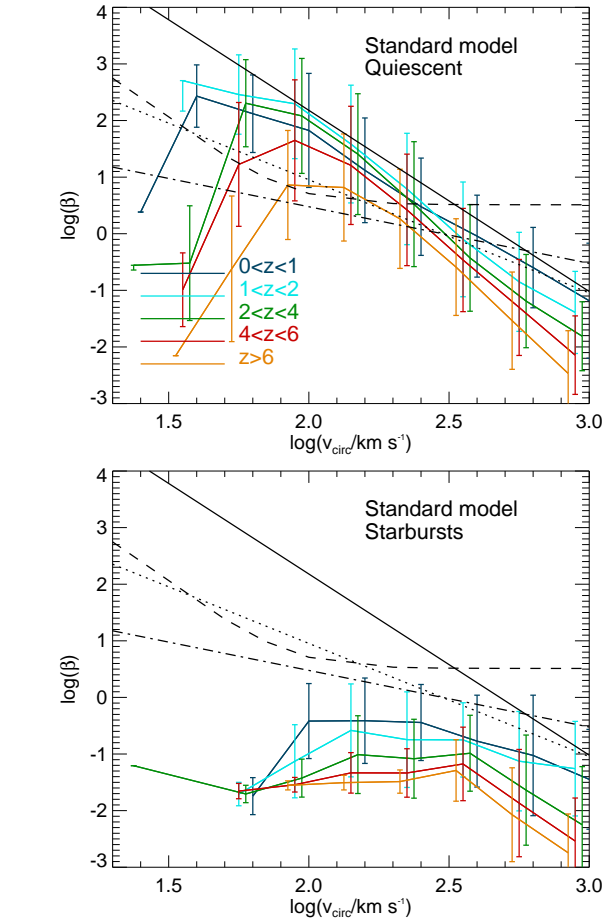 4
3
2
1
0
-1
-2
-3
log(β)
Standard model
Quiescent
0<z<1
1<z<2
2<z<4
4<z<6
z>6
1.5 2.0 2.5 3.0
log(v_circ/km s⁻¹)
4
3
2
1
0
-1
-2
-3
log(β)
Standard model
Starbursts
1.5 2.0 2.5 3.0
log(v_circ/km s⁻¹)